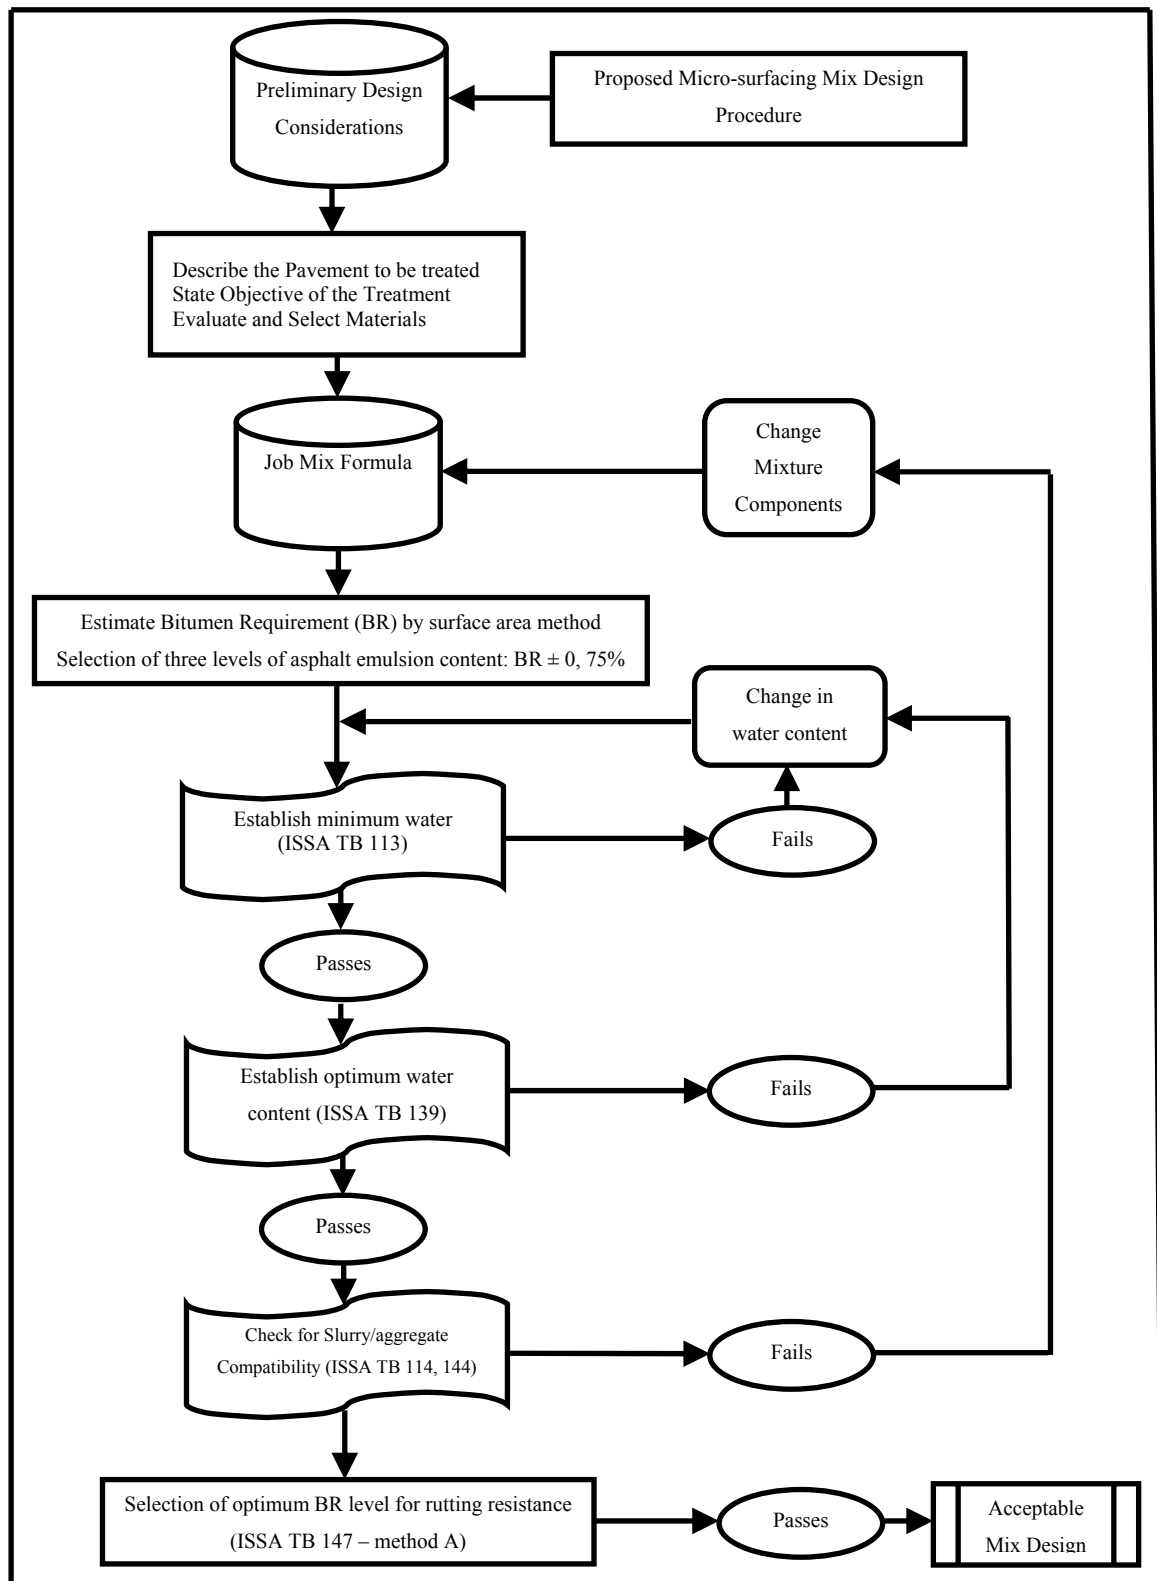 Preliminary Design
Considerations
Proposed Micro-surfacing Mix Design
Procedure
Describe the Pavement to be treated
State Objective of the Treatment
Evaluate and Select Materials
Job Mix Formula
Change
Mixture
Components
Estimate Bitumen Requirement (BR) by surface area method
Selection of three levels of asphalt emulsion content: BR ± 0, 75%
Change in
water content
Establish minimum water
(ISSA TB 113)
Fails
Passes
Establish optimum water
content (ISSA TB 139)
Fails
Passes
Check for Slurry/aggregate
Compatibility (ISSA TB 114, 144)
Fails
Selection of optimum BR level for rutting resistance
(ISSA TB 147 – method A)
Passes
Acceptable
Mix Design